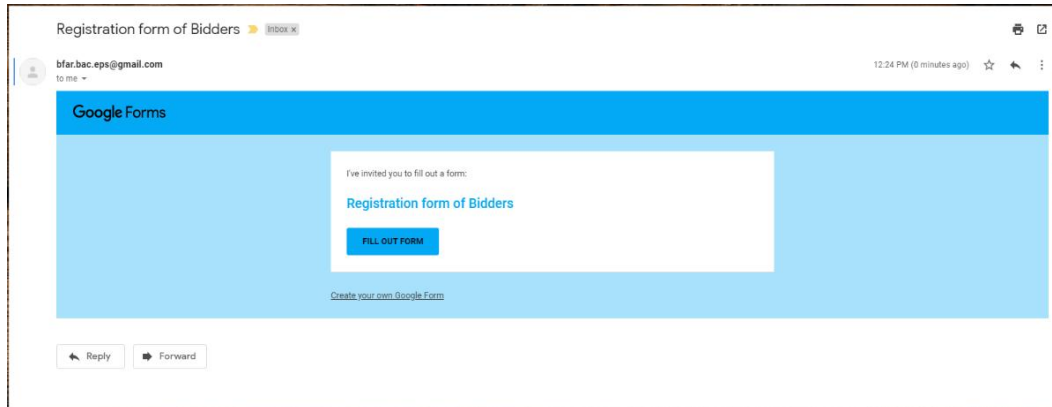 Registration form of Bidders Inbox x
bfar.bac.eps@gmail.com
12:24 PM (0 minutes ago)
to me
Google Forms
I've invited you to fill out a form:
Registration form of Bidders
FILL OUT FORM
Create your own Google Form
Reply Forward